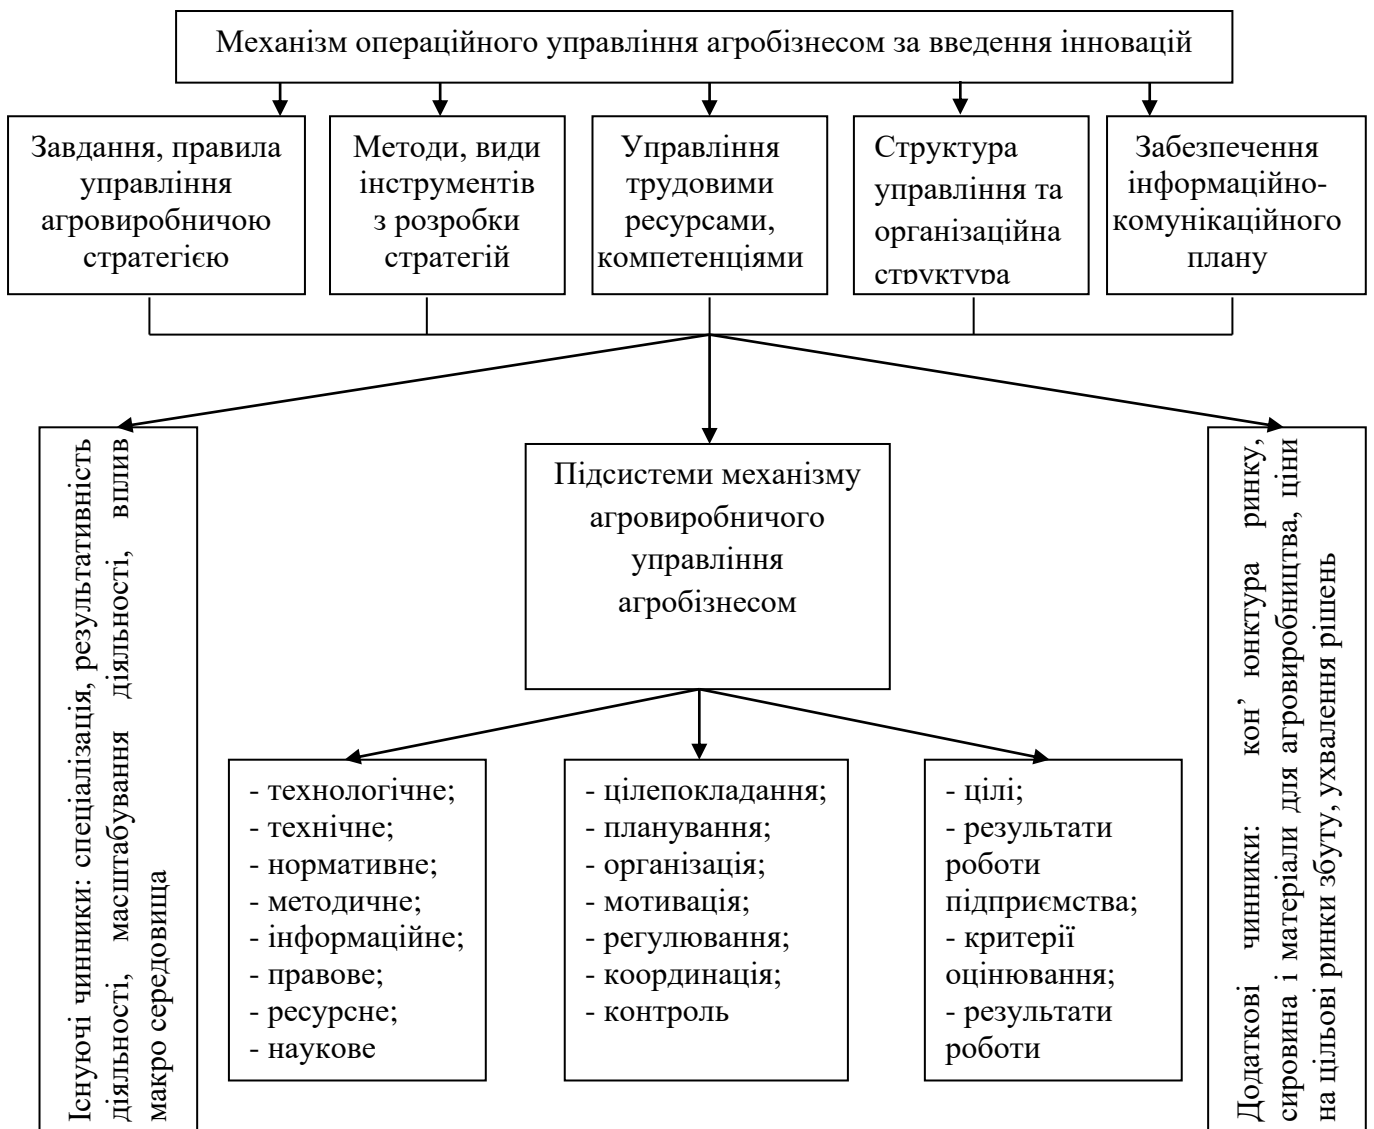 Механізм операційного управління агробізнесом за введення інновацій
Завдання, правила
управління
агровиробничою
стратегією
Методи, види
інструментів
з розробки
стратегій
Управління
трудовими
ресурсами,
компетенціями
Структура
управління та
організаційна
структура
Забезпечення
інформаційно-
комунікаційного
плану
Існуючі чинники: спеціалізація, результативність
діяльності, масштабування діяльності, вплив
макро середовища
Підсистеми механізму
агровиробничого
управління
агробізнесом
Додаткові чинники: кон’ юнктура ринку,
сировина і матеріали для агровиробництва, ціни
на цільові ринки збуту, ухвалення рішень
- технологічне;
- технічне;
- нормативне;
- методичне;
- інформаційне;
- правове;
- ресурсне;
- наукове
- цілепокладання;
- планування;
- організація;
- мотивація;
- регулювання;
- координація;
- контроль
- цілі;
- результати
роботи
підприємства;
- критерії
оцінювання;
- результати
роботи